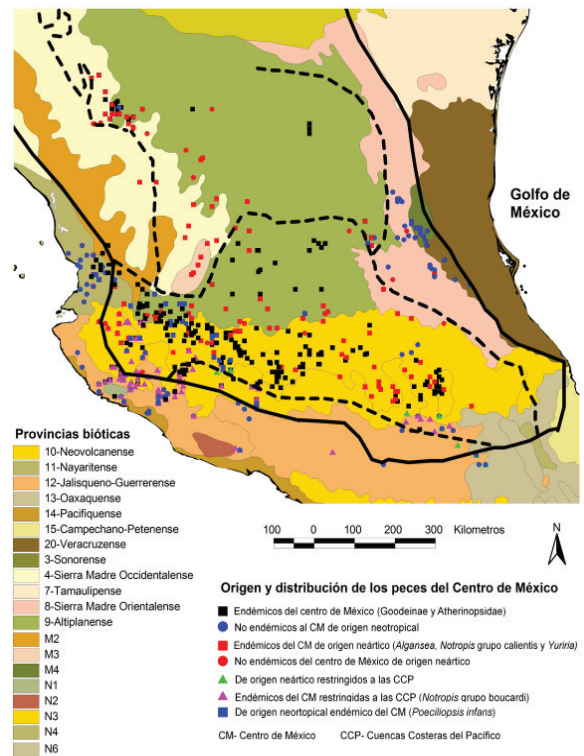 Golfo de
México
Provincias bióticas
10-Neovolcanense
11-Nayaritense
12-Jalisqueno-Guerrerense
13-Oaxaquense
14-Pacifiquense
15-Campechano-Petenense
20-Veracruzense
3-Sonorense
4-Sierra Madre Occidentalense
7-Tamaulipense
8-Sierra Madre Orientalense
9-Altiplanense
M2
M3
M4
N1
N2
N3
N4
N6
100 0 100 200 300 Kilometros
N
Origen y distribución de los peces del Centro de México
Endémicos del centro de México (Goodeinae y Atherinopsidae)
No endémicos al CM de origen neotropical
Endémicos del CM de origen neártico (Algansea, Notropis grupo calientis y Yuriria)
No endémicos del centro de México de origen neártico
De origen neártico restringidos a las CCP
Endémicos del CM restringidas a las CCP (Notropis grupo boucardi)
De origen neortopical endémico del CM (Poeciliopsis infans)
CM- Centro de México CCP- Cuencas Costeras del Pacífico